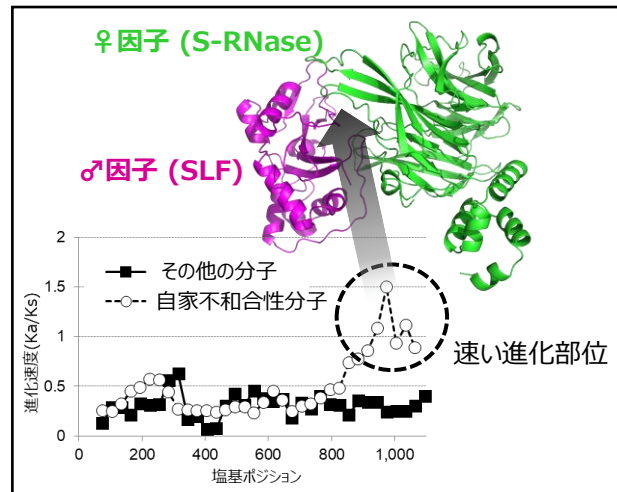 ♀因子 (S-RNase)
♂因子 (SLF)
2
1.5
1
0.5
0
進化速度(Ka/Ks)
その他の分子
自家不和合性分子
速い進化部位
0
200
400
600
800
1,000
塩基ポジション